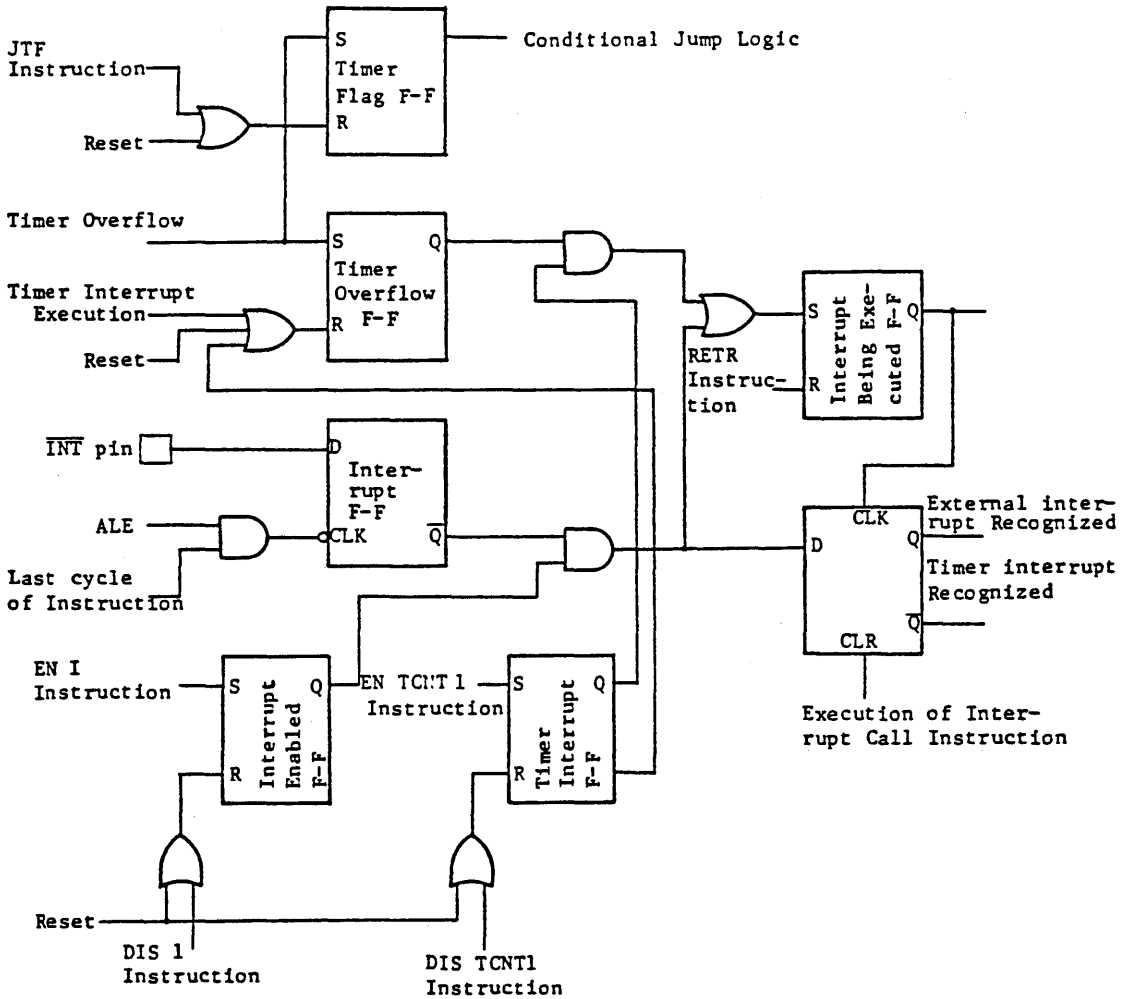 JTF
Instruction
Reset
S
Timer
Flag F-F
R
Conditional Jump Logic
Timer Overflow
S
Q
Timer
Overflow
F-F
R
Timer Interrupt
Execution
Reset
RETR
Instruc-
tion
S
Q
R
Interrupt
Being Exe-
cuted F-F
INT pin
D
Inter-
rupt
F-F
CLK
Q
ALE
Last cycle
of Instruction
CLK
D
Q
Q
CLR
External inter-
rupt Recognized
Timer interrupt
Recognized
Execution of Inter-
rupt Call Instruction
EN I
Instruction
S
Q
R
Interrupt
Enabled
F-F
EN TCNT1
Instruction
S
Q
R
Timer
Interrupt
F-F
Reset
DIS 1
Instruction
DIS TCNT1
Instruction